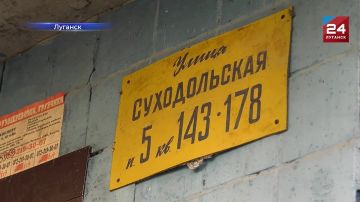 Луганск
24
ЛУГАНСК
Улица
СУХОДОЛЬСКАЯ
п. 5 кв. 143-178